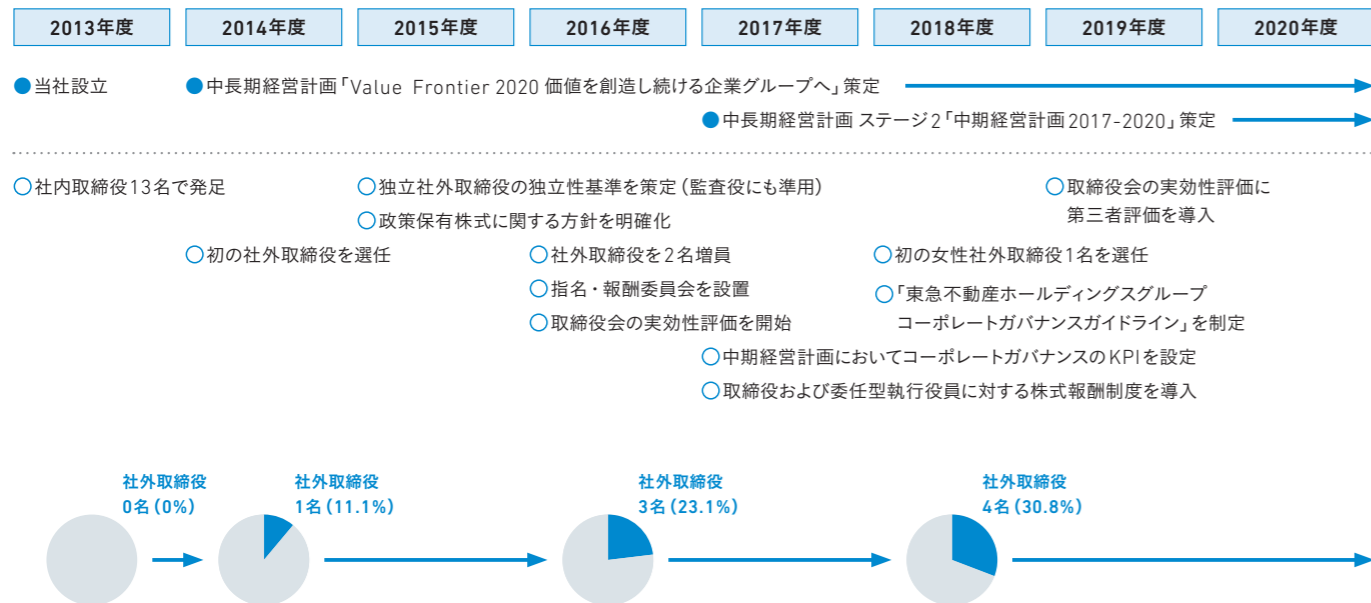 2013年度 2014年度 2015年度 2016年度 2017年度 2018年度 2019年度 2020年度
●当社設立 ●中長期経営計画「Value Frontier 2020 価値を創造し続ける企業グループへ」策定
●中長期経営計画 ステージ2「中期経営計画2017-2020」策定
○社内取締役13名で発足 ○独立社外取締役の独立性基準を策定(監査役にも準用) ○取締役会の実効性評価に
第三者評価を導入
○政策保有株式に関する方針を明確化
○初の社外取締役を選任 ○社外取締役を2名増員 ○初の女性社外取締役1名を選任
○指名・報酬委員会を設置 ○「東急不動産ホールディングスグループ
コーポレートガバナンスガイドライン」を制定
○取締役会の実効性評価を開始
○中期経営計画においてコーポレートガバナンスのKPIを設定
○取締役および委任型執行役員に対する株式報酬制度を導入
社外取締役
0名(0%)
社外取締役
1名(11.1%)
社外取締役
3名(23.1%)
社外取締役
4名(30.8%)